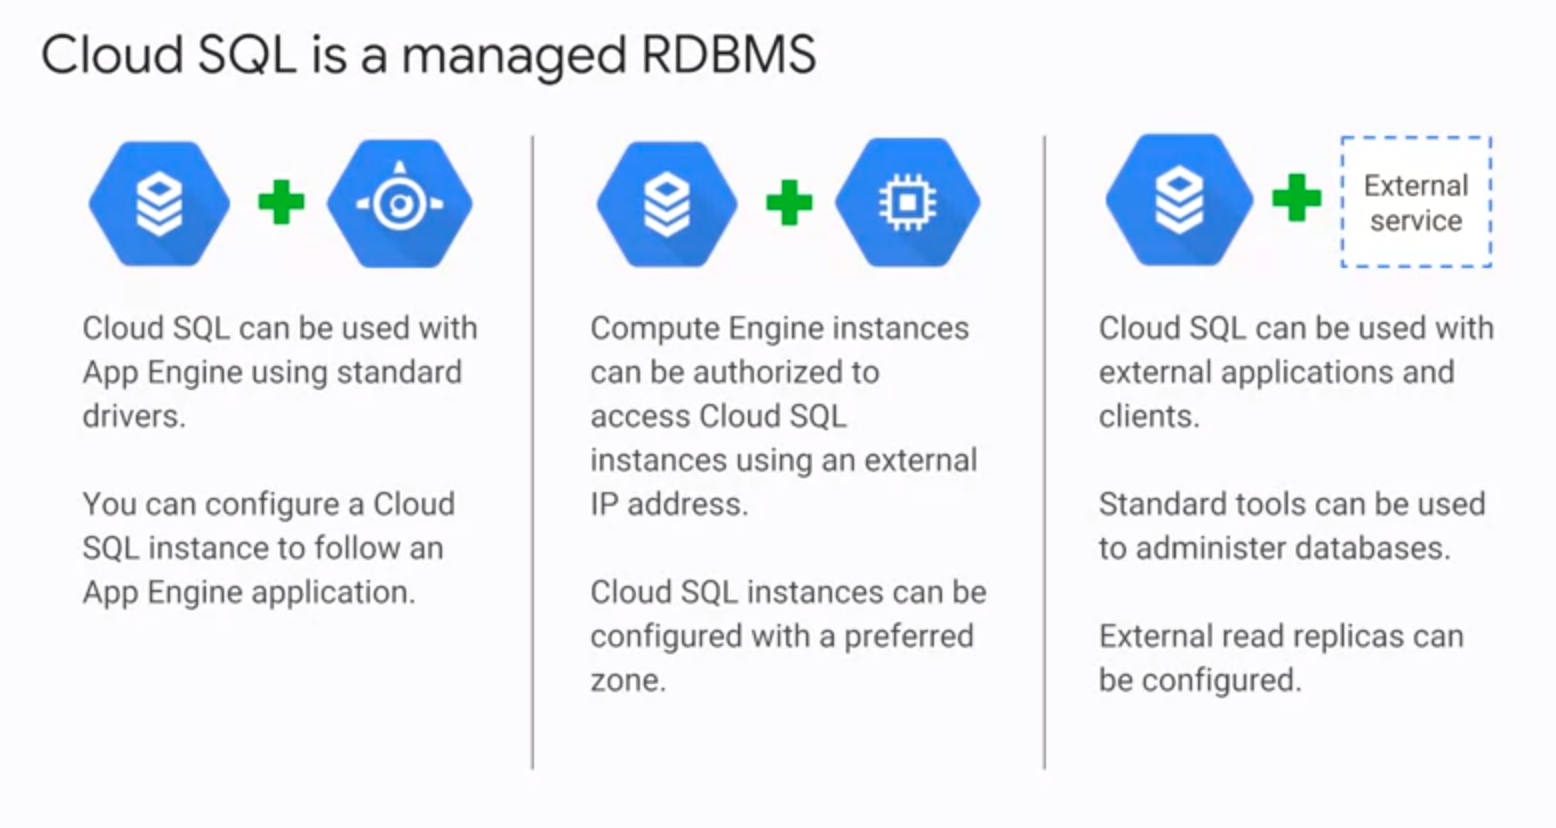 Cloud SQL is a managed RDBMS
Cloud SQL can be used with
App Engine using standard
drivers.
You can configure a Cloud
SQL instance to follow an
App Engine application.
Compute Engine instances
can be authorized to
access Cloud SQL
instances using an external
IP address.
Cloud SQL instances can be
configured with a preferred
zone.
External
service
Cloud SQL can be used with
external applications and
clients.
Standard tools can be used
to administer databases.
External read replicas can
be configured.